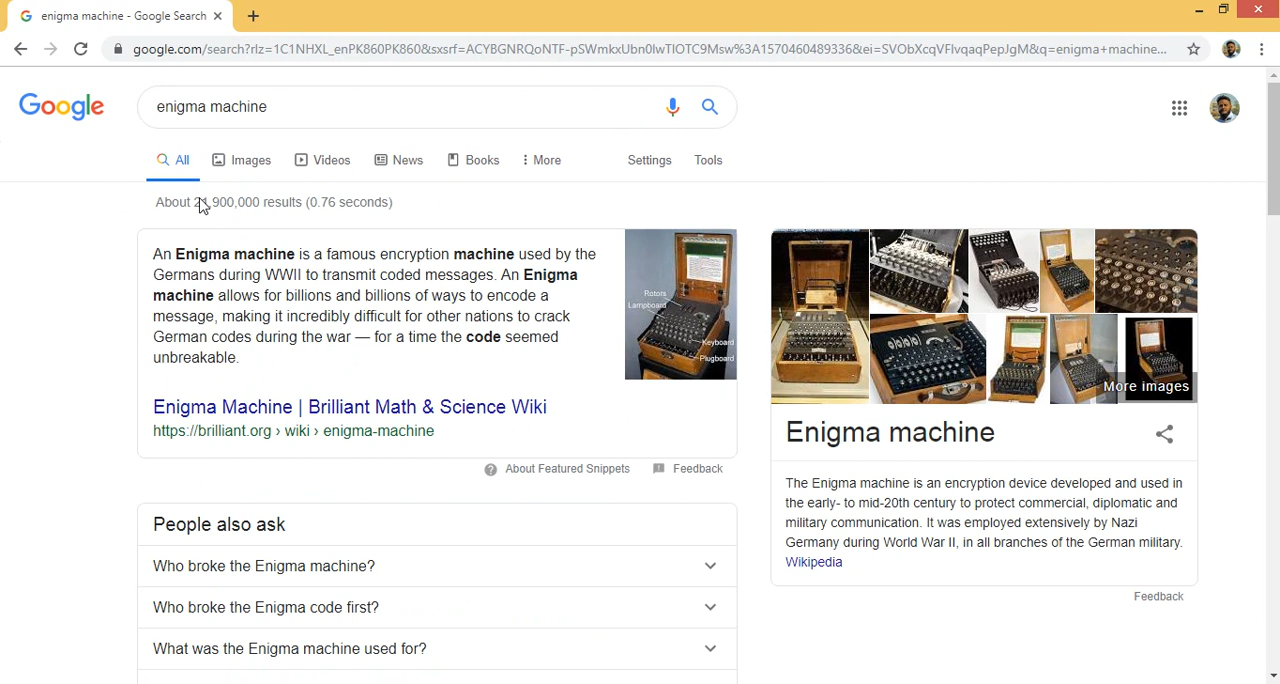 enigma machine - Google Search
google.com/search?rlz=1C1NHXL_enPK860PK860&sxsrf=ACYBGNRQoNTF-pSWmkxUbn0lwTlOTC9Msw%3A1570460489336&ei=SVObXcqVFlvqaqPepJgM&q=enigma+machine...
Google
enigma machine
All Images Videos News Books More Settings Tools
About ,900,000 results (0.76 seconds)
An Enigma machine is a famous encryption machine used by the
Germans during WWII to transmit coded messages. An Enigma
machine allows for billions and billions of ways to encode a
message, making it incredibly difficult for other nations to crack
German codes during the war — for a time the code seemed
unbreakable.
Rotors
Lampboard
Keyboard
Plugboard
Enigma Machine | Brilliant Math & Science Wiki
https://brilliant.org › wiki › enigma-machine
About Featured Snippets Feedback
People also ask
Who broke the Enigma machine?
Who broke the Enigma code first?
What was the Enigma machine used for?
More images
Enigma machine
The Enigma machine is an encryption device developed and used in
the early- to mid-20th century to protect commercial, diplomatic and
military communication. It was employed extensively by Nazi
Germany during World War II, in all branches of the German military.
Wikipedia
Feedback